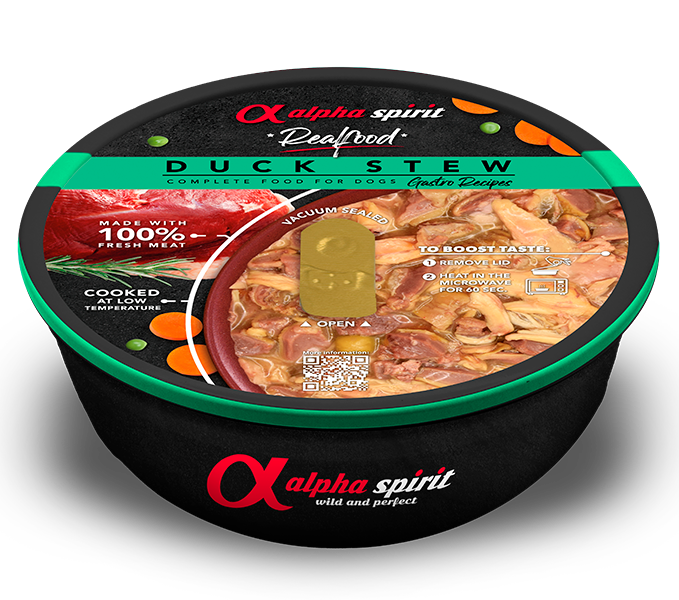 alpha spirit
Realfood
DUCK STEW
COMPLETE FOOD FOR DOGS Gastro Recipes
MADE WITH
100%
FRESH MEAT
COOKED
AT LOW
TEMPERATURE
VACUUM SEALED
OPEN
TO BOOST TASTE:
1 REMOVE LID
2 HEAT IN THE
MICROWAVE
FOR 60 SEC.
More information:
alpha spirit
wild and perfect